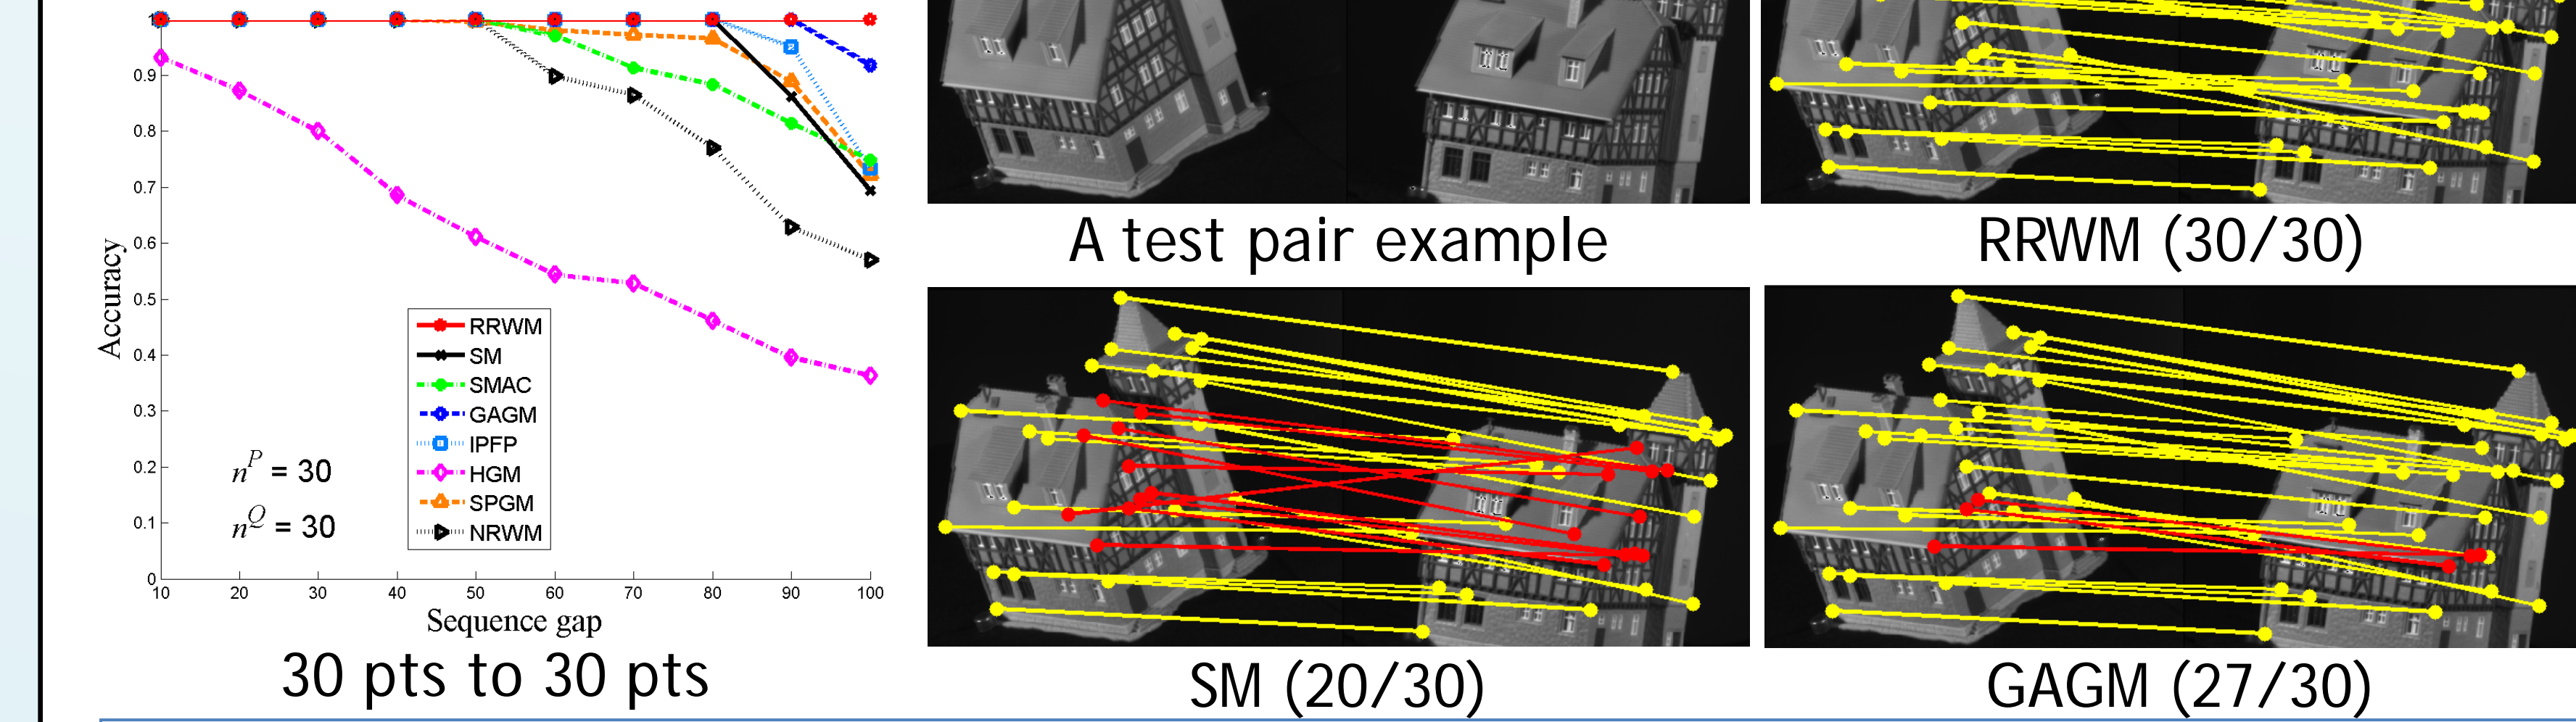 1
0.9
0.8
0.7
0.6
0.5
0.4
0.3
0.2
0.1
0
Accuracy
RRWM
SM
SMAC
GAGM
IPFP
HGM
SPGM
NRWM
n^P = 30
n^Q = 30
10 20 30 40 50 60 70 80 90 100
Sequence gap
30 pts to 30 pts
A test pair example
RRWM (30/30)
SM (20/30)
GAGM (27/30)